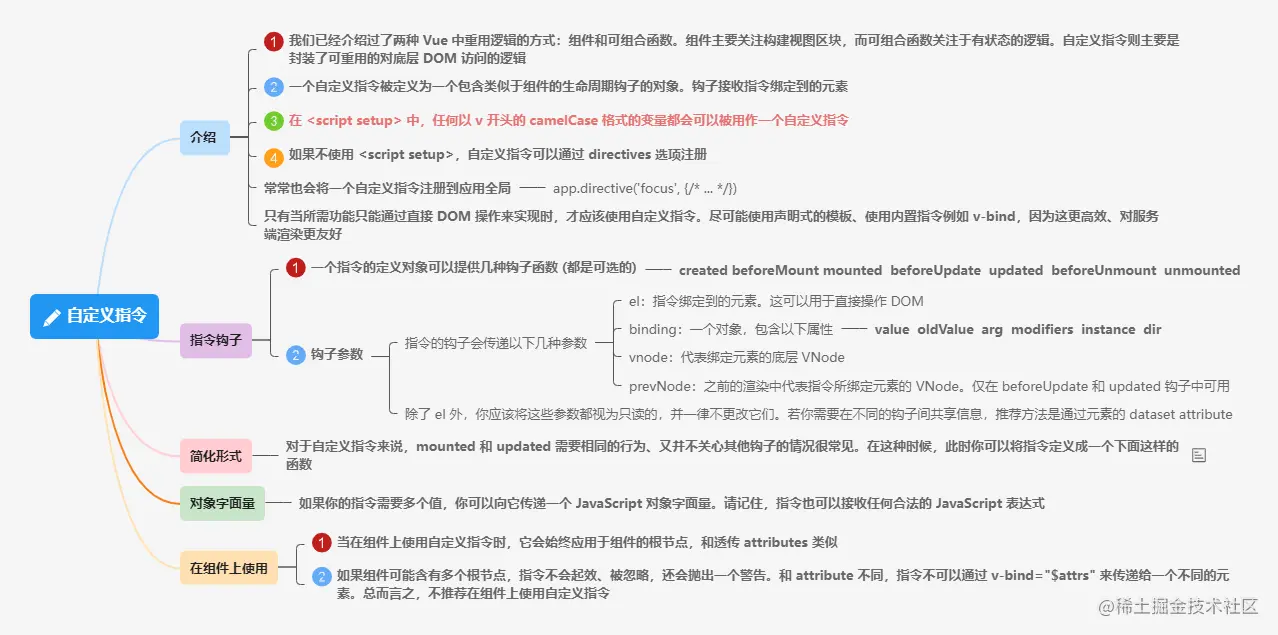 自定义指令
介绍
1 我们已经介绍过了两种 Vue 中重用逻辑的方式：组件和可组合函数。组件主要关注构建视图区块，而可组合函数关注于有状态的逻辑。自定义指令则主要是
封装了可重用的对底层 DOM 访问的逻辑
2 一个自定义指令被定义为一个包含类似于组件的生命周期钩子的对象。钩子接收指令绑定到的元素
3 在 <script setup> 中，任何以 v 开头的 camelCase 格式的变量都会可以被用作一个自定义指令
4 如果不使用 <script setup>，自定义指令可以通过 directives 选项注册
常常也会将一个自定义指令注册到应用全局 app.directive('focus', {/* ... */})
只有当所需功能只能通过直接 DOM 操作来实现时，才应该使用自定义指令。尽可能使用声明式的模板、使用内置指令例如 v-bind，因为这更高效、对服务
端渲染更友好
指令钩子
1 一个指令的定义对象可以提供几种钩子函数 (都是可选的) created beforeMount mounted beforeUpdate updated beforeUnmount unmounted
2 钩子参数
指令的钩子会传递以下几种参数
el：指令绑定到的元素。这可以用于直接操作 DOM
binding：一个对象，包含以下属性 value oldValue arg modifiers instance dir
vnode：代表绑定元素的底层 VNode
prevNode：之前的渲染中代表指令所绑定元素的 VNode。仅在 beforeUpdate 和 updated 钩子中可用
除了 el 外，你应该将这些参数都视为只读的，并一律不更改它们。若你需要在不同的钩子间共享信息，推荐方法是通过元素的 dataset attribute
简化形式
对于自定义指令来说，mounted 和 updated 需要相同的行为、又并不关心其他钩子的情况很常见。在这种时候，此时你可以将指令定义成一个下面这样的
函数
对象字面量
如果你的指令需要多个值，你可以向它传递一个 JavaScript 对象字面量。请记住，指令也可以接收任何合法的 JavaScript 表达式
在组件上使用
1 当在组件上使用自定义指令时，它会始终应用于组件的根节点，和透传 attributes 类似
2 如果组件可能含有多个根节点，指令不会起效、被忽略，还会抛出一个警告。和 attribute 不同，指令不可以通过 v-bind="$attrs" 来传递给一个不同的元
素。总而言之，不推荐在组件上使用自定义指令
@稀土掘金技术社区